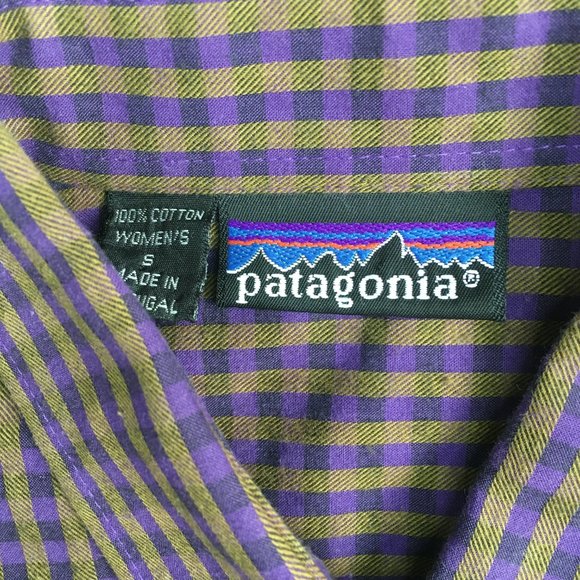 100% COTTON
WOMEN'S
S
MADE IN
patagonia®